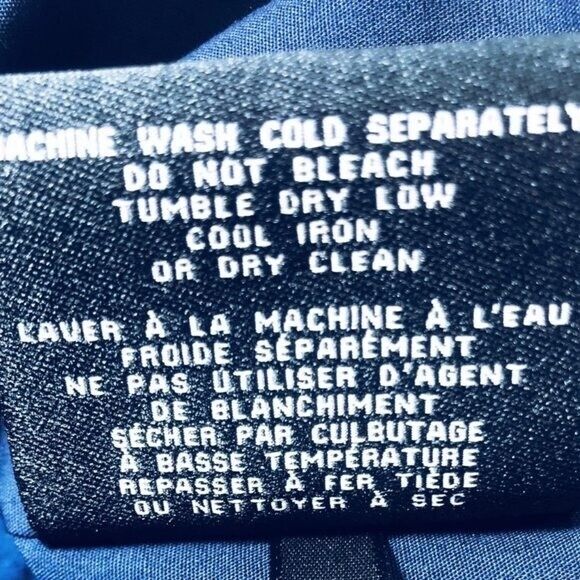 MACHINE WASH COLD SEPARATELY
DO NOT BLEACH
TUMBLE DRY LOW
COOL IRON
OR DRY CLEAN
LAVER À LA MACHINE À L'EAU
FROIDE SÉPARÉMENT
NE PAS UTILISER D'AGENT
DE BLANCHIMENT
SÉCHER PAR CULBUTAGE
À BASSE TEMPÉRATURE
REPASSER À FER TIÈDE
OU NETTOYER À SEC